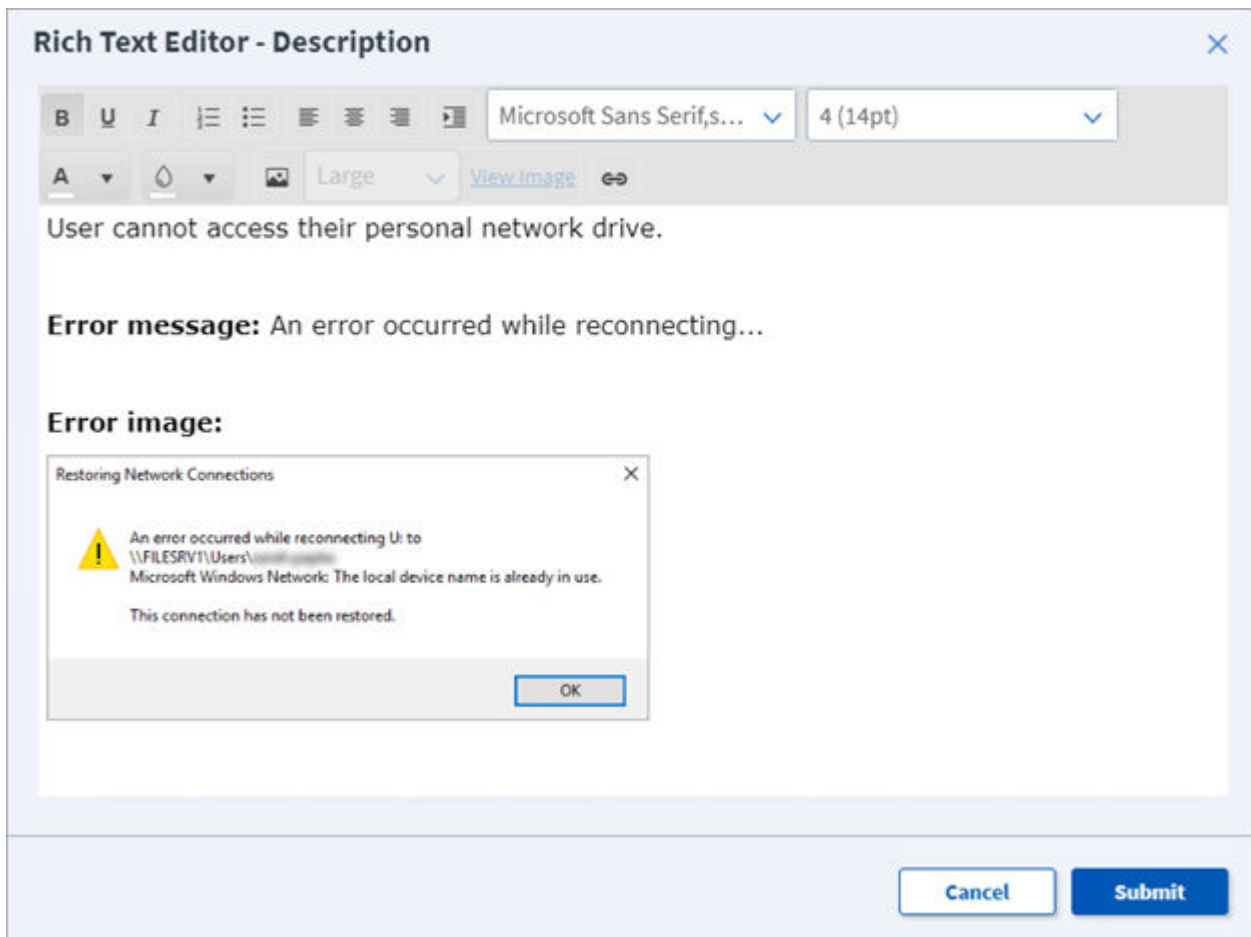 Rich Text Editor - Description
B U I Microsoft Sans Serif,s... 4 (14pt)
A Large View Image
User cannot access their personal network drive.
Error message: An error occurred while reconnecting...
Error image:
Restoring Network Connections
An error occurred while reconnecting U: to
\\FILESRV1\Users\
Microsoft Windows Network: The local device name is already in use.
This connection has not been restored.
OK
Cancel Submit